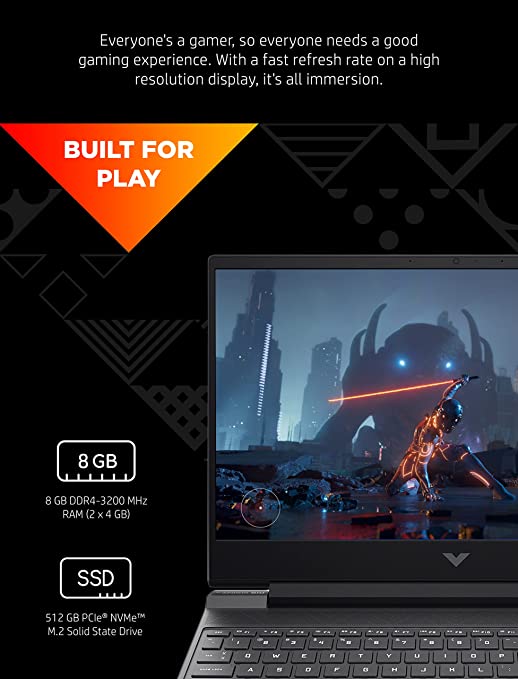 Everyone's a gamer, so everyone needs a good
gaming experience. With a fast refresh rate on a high
resolution display, it's all immersion.
BUILT FOR
PLAY
8 GB
8 GB DDR4-3200 MHz
RAM (2 x 4 GB)
SSD
512 GB PCIe® NVMe™
M.2 Solid State Drive
Q W E R T Y U I O P
A S D F G H J K L